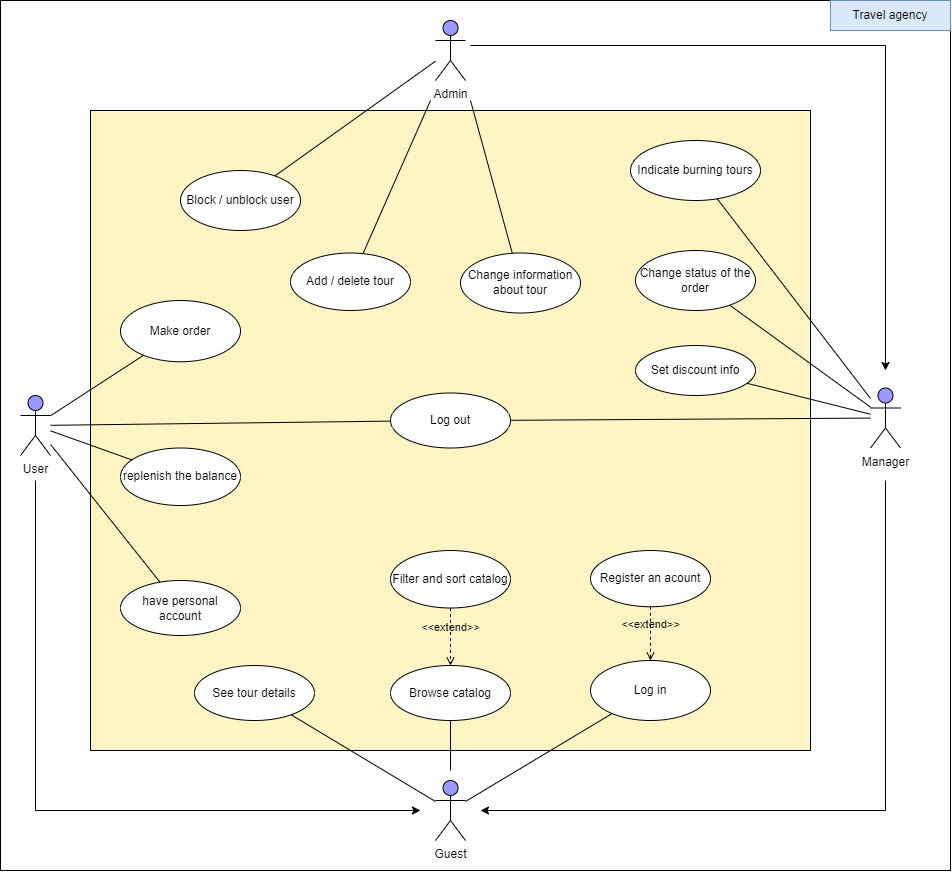 Travel agency
Admin
Indicate burning tours
Block / unblock user
Add / delete tour
Change information
about tour
Change status of the
order
Make order
Set discount info
Log out
User
Manager
replenish the balance
Filter and sort catalog
Register an acount
have personal
account
<<extend>>
<<extend>>
See tour details
Browse catalog
Log in
Guest